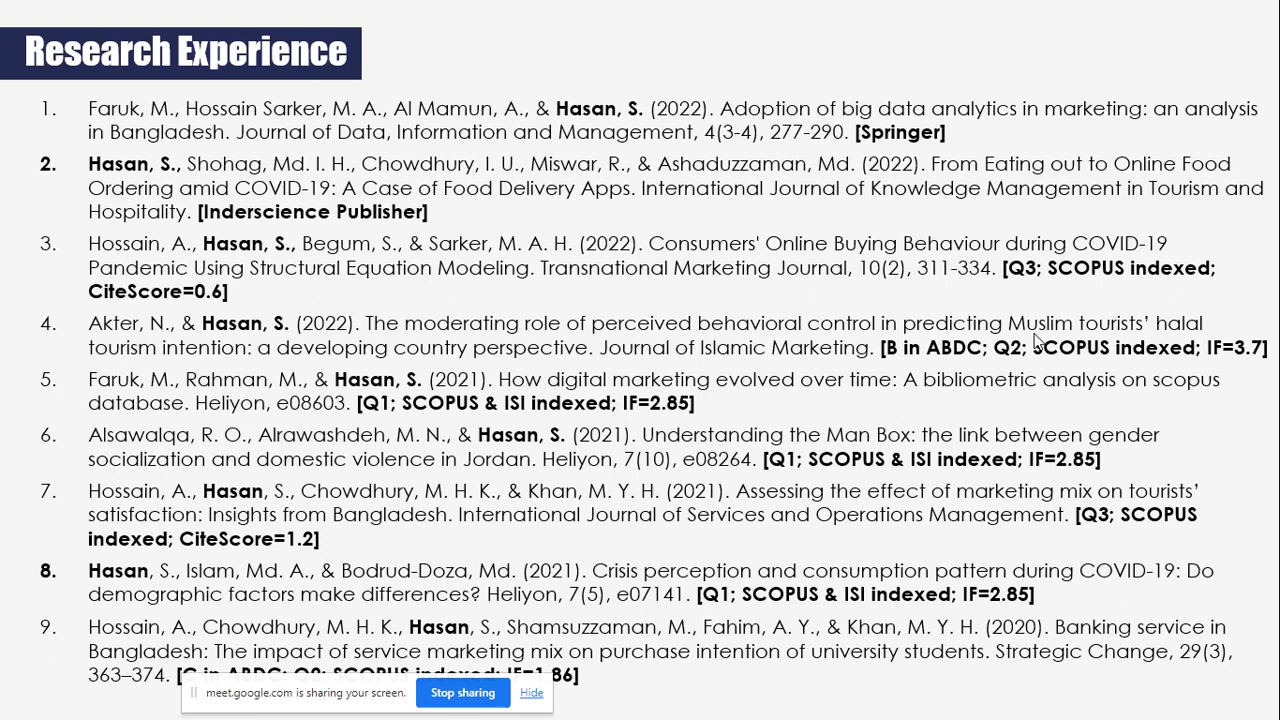 Research Experience
1. Faruk, M., Hossain Sarker, M. A., Al Mamun, A., & Hasan, S. (2022). Adoption of big data analytics in marketing: an analysis
in Bangladesh. Journal of Data, Information and Management, 4(3-4), 277-290. [Springer]
2. Hasan, S., Shohag, Md. I. H., Chowdhury, I. U., Miswar, R., & Ashaduzzaman, Md. (2022). From Eating out to Online Food
Ordering amid COVID-19: A Case of Food Delivery Apps. International Journal of Knowledge Management in Tourism and
Hospitality. [Inderscience Publisher]
3. Hossain, A., Hasan, S., Begum, S., & Sarker, M. A. H. (2022). Consumers' Online Buying Behaviour during COVID-19
Pandemic Using Structural Equation Modeling. Transnational Marketing Journal, 10(2), 311-334. [Q3; SCOPUS indexed;
CiteScore=0.6]
4. Akter, N., & Hasan, S. (2022). The moderating role of perceived behavioral control in predicting Muslim tourists’ halal
tourism intention: a developing country perspective. Journal of Islamic Marketing. [B in ABDC; Q2; SCOPUS indexed; IF=3.7]
5. Faruk, M., Rahman, M., & Hasan, S. (2021). How digital marketing evolved over time: A bibliometric analysis on scopus
database. Heliyon, e08603. [Q1; SCOPUS & ISI indexed; IF=2.85]
6. Alsawalqa, R. O., Alrawashdeh, M. N., & Hasan, S. (2021). Understanding the Man Box: the link between gender
socialization and domestic violence in Jordan. Heliyon, 7(10), e08264. [Q1; SCOPUS & ISI indexed; IF=2.85]
7. Hossain, A., Hasan, S., Chowdhury, M. H. K., & Khan, M. Y. H. (2021). Assessing the effect of marketing mix on tourists’
satisfaction: Insights from Bangladesh. International Journal of Services and Operations Management. [Q3; SCOPUS
indexed; CiteScore=1.2]
8. Hasan, S., Islam, Md. A., & Bodrud-Doza, Md. (2021). Crisis perception and consumption pattern during COVID-19: Do
demographic factors make differences? Heliyon, 7(5), e07141. [Q1; SCOPUS & ISI indexed; IF=2.85]
9. Hossain, A., Chowdhury, M. H. K., Hasan, S., Shamsuzzaman, M., Fahim, A. Y., & Khan, M. Y. H. (2020). Banking service in
Bangladesh: The impact of service marketing mix on purchase intention of university students. Strategic Change, 29(3),
363–374. [C in ABDC; Q2; SCOPUS indexed; IF=1.86]
meet.google.com is sharing your screen. Stop sharing Hide